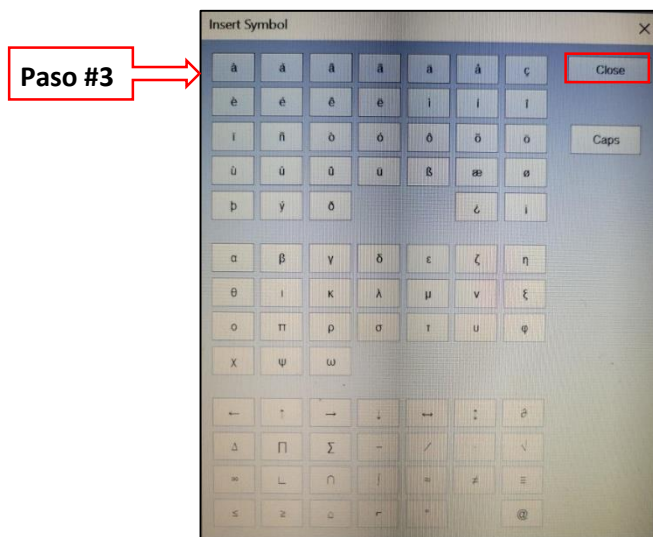 Insert Symbol
Paso #3
à á â ã ä å ç Close
è é ê ë ì í î
ï ñ ò ó ô õ ö Caps
ù ú û ü ß æ ø
þ ý ð ¿ ¡
α β γ δ ε ζ η
θ ι κ λ μ ν ξ
ο π ρ σ τ υ φ
χ ψ ω
← ↑ → ↓ ↔ ↕ ∂
Δ ∏ Σ − ∕ √
∞ ∟ ∩ ∫ ≈ ≠ ≡
≤ ≥ ⌂ ⌐ @